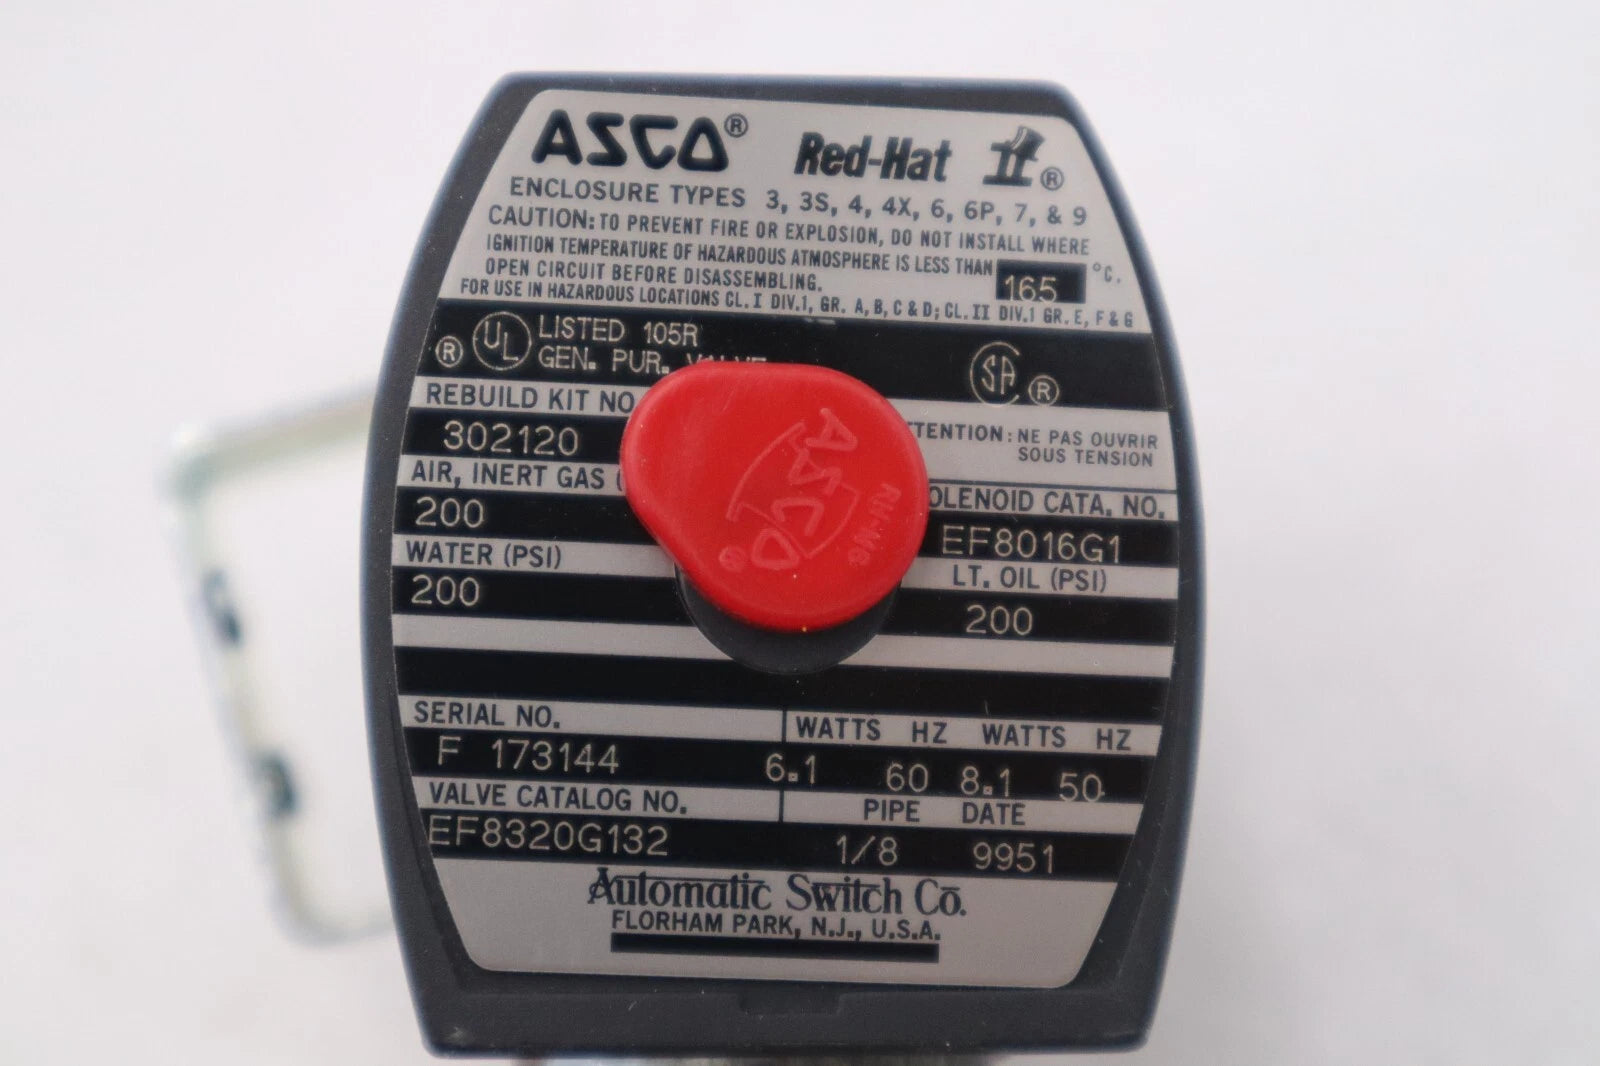 ASCO® Red-Hat II®
ENCLOSURE TYPES 3, 3S, 4, 4X, 6, 6P, 7, & 9
CAUTION: TO PREVENT FIRE OR EXPLOSION, DO NOT INSTALL WHERE
IGNITION TEMPERATURE OF HAZARDOUS ATMOSPHERE IS LESS THAN 165 °C.
OPEN CIRCUIT BEFORE DISASSEMBLING.
FOR USE IN HAZARDOUS LOCATIONS CL. I DIV.1, GR. A, B, C & D; CL. II DIV.1 GR. E, F & G
® UL LISTED 105R
GEN. PUR. VALVE
SA ®
REBUILD KIT NO
302120
ATTENTION: NE PAS OUVRIR
SOUS TENSION
AIR, INERT GAS (
200
SOLENOID CATA. NO.
EF8016G1
WATER (PSI)
200
LT. OIL (PSI)
200
ASCO
®
SERIAL NO. WATTS HZ WATTS HZ
F 173144 6.1 60 8.1 50
VALVE CATALOG NO. PIPE DATE
EF8320G132 1/8 9951
Automatic Switch Co.
FLORHAM PARK, N.J., U.S.A.